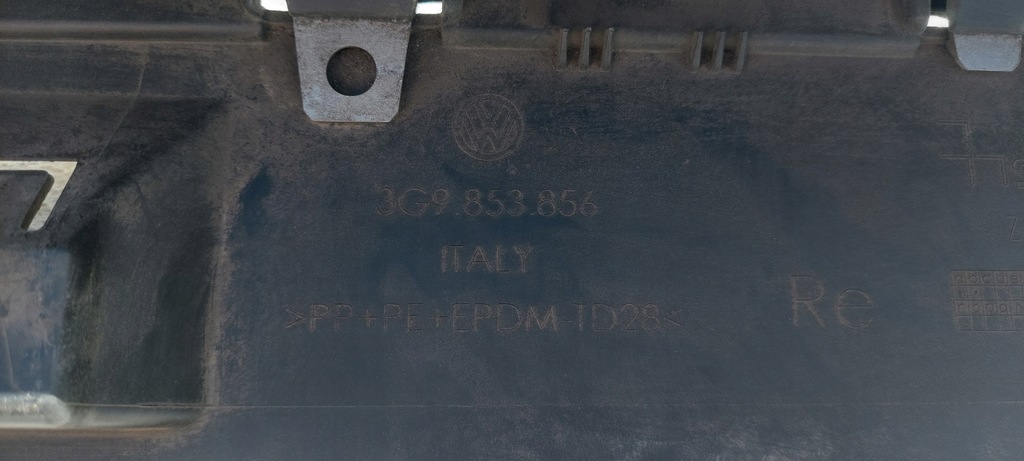 3G9.853.856
ITALY
>PP+PE+EPDM-TD28<
Re